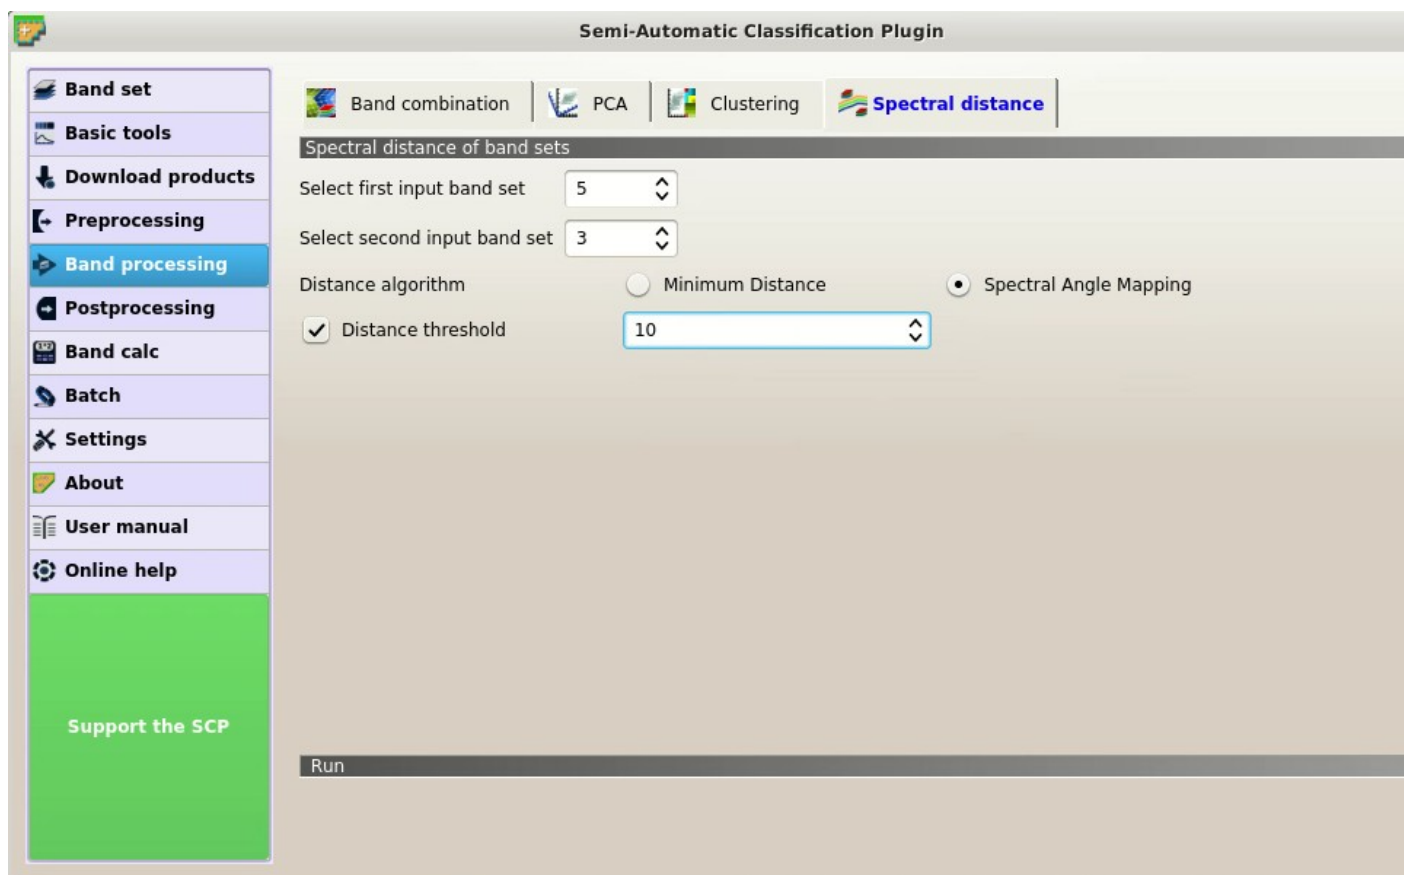 Semi-Automatic Classification Plugin
Band set
Basic tools
Download products
Preprocessing
Band processing
Postprocessing
Band calc
Batch
Settings
About
User manual
Online help
Support the SCP
Band combination PCA Clustering Spectral distance
Spectral distance of band sets
Select first input band set 5
Select second input band set 3
Distance algorithm Minimum Distance Spectral Angle Mapping
Distance threshold 10
Run